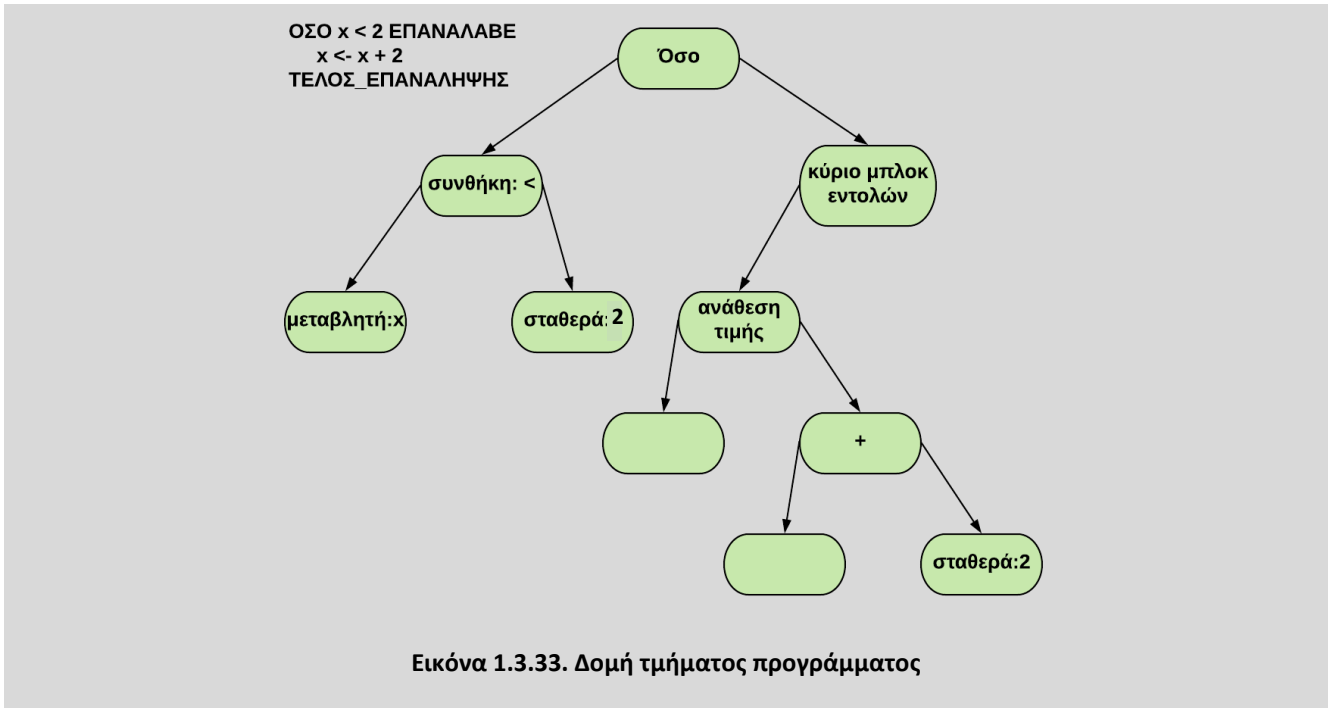 ΟΣΟ x < 2 ΕΠΑΝΑΛΑΒΕ
x <- x + 2
ΤΕΛΟΣ_ΕΠΑΝΑΛΗΨΗΣ
Όσο
συνθήκη: <
κύριο μπλοκ
εντολών
μεταβλητή:x
σταθερά: 2
ανάθεση
τιμής
+
σταθερά:2
Εικόνα 1.3.33. Δομή τμήματος προγράμματος